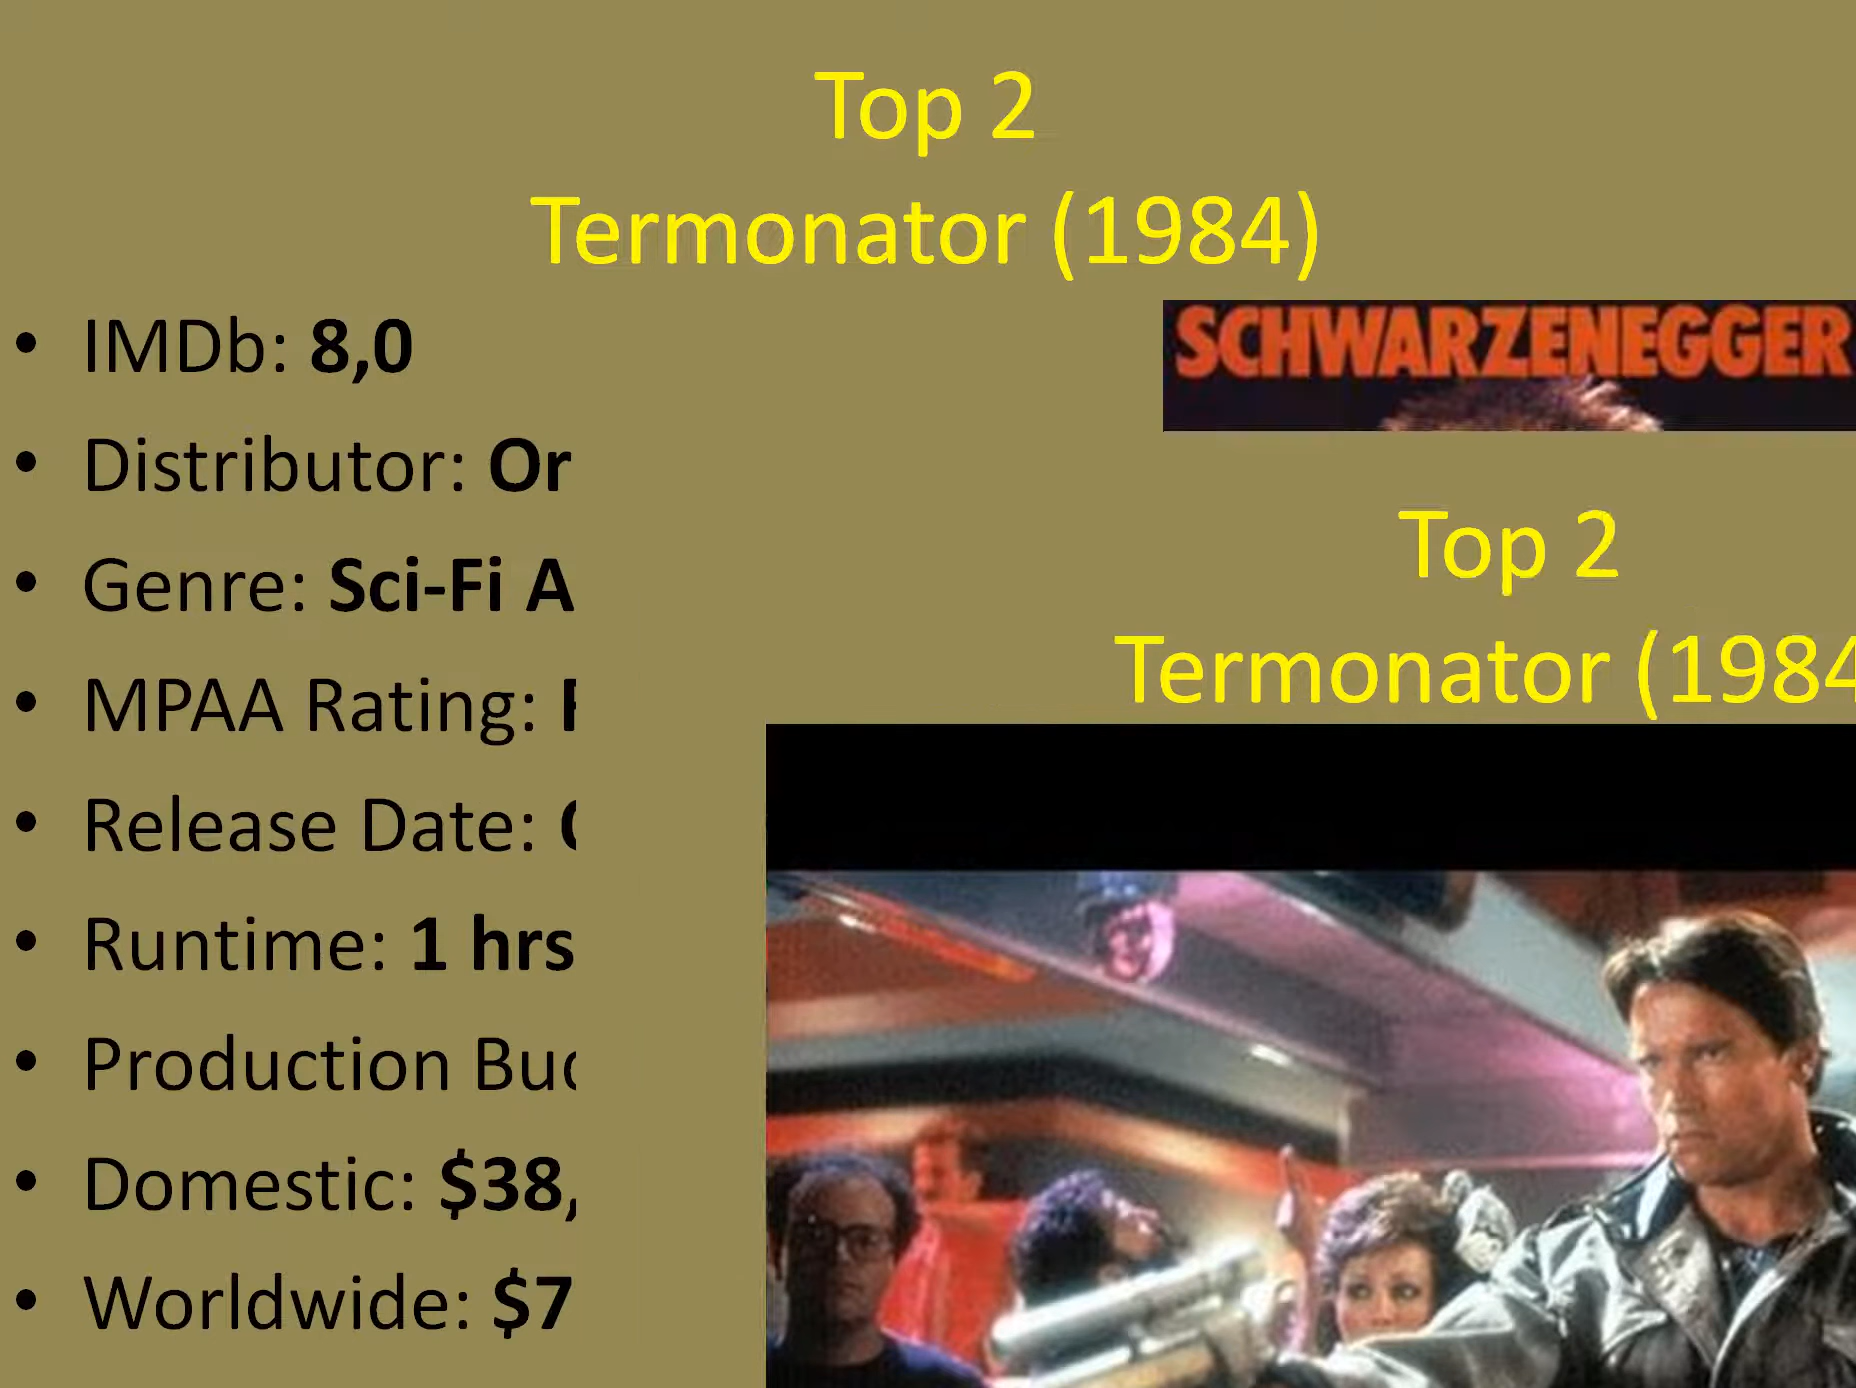 Top 2
Termonator (1984)
IMDb: 8,0
Distributor: Or
Genre: Sci-Fi A
MPAA Rating:
Release Date:
Runtime: 1 hrs
Production
Domestic: $38,
Worldwide: $7
SCHWARZENEGGER
Top 2
Termonator (1984